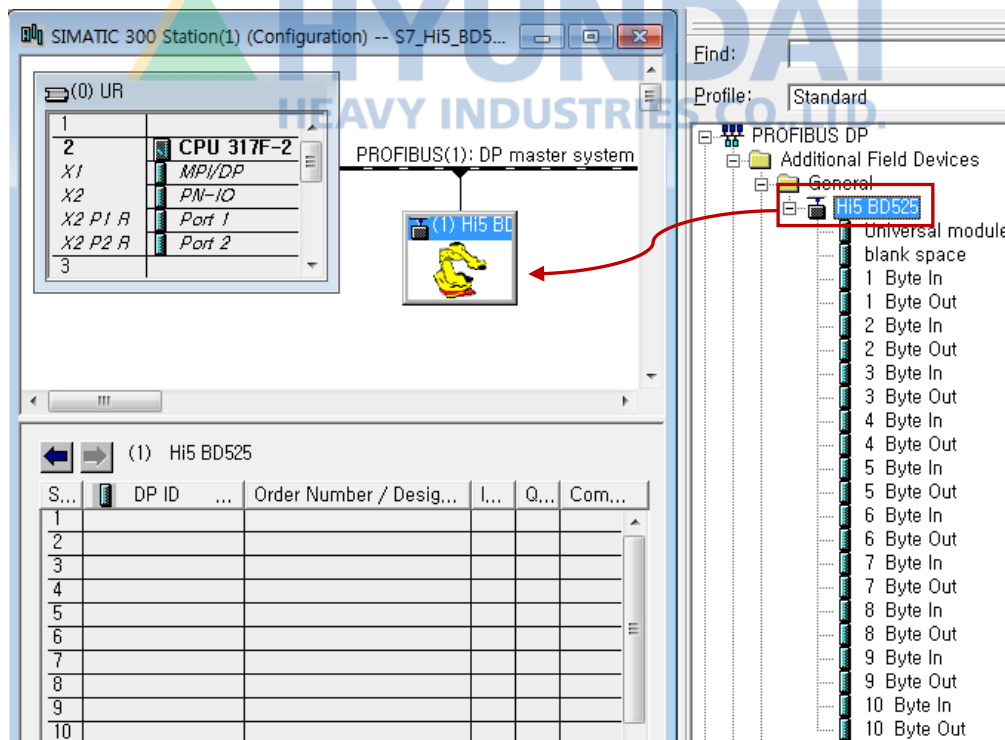 HYUNDAI
HEAVY INDUSTRIES CO.,LTD.
SIMATIC 300 Station(1) (Configuration) -- S7_Hi5_BD5...
(0) UR
1
2 CPU 317F-2
X1 MPI/DP
X2 PN-IO
X2 P1 R Port 1
X2 P2 R Port 2
3
PROFIBUS(1): DP master system
(1) Hi5 BD
(1) Hi5 BD525
S... DP ID ... Order Number / Desig... I... Q... Com...
1
2
3
4
5
6
7
8
9
10
Find:
Profile: Standard
PROFIBUS DP
Additional Field Devices
General
Hi5 BD525
Universal module
blank space
1 Byte In
1 Byte Out
2 Byte In
2 Byte Out
3 Byte In
3 Byte Out
4 Byte In
4 Byte Out
5 Byte In
5 Byte Out
6 Byte In
6 Byte Out
7 Byte In
7 Byte Out
8 Byte In
8 Byte Out
9 Byte In
9 Byte Out
10 Byte In
10 Byte Out